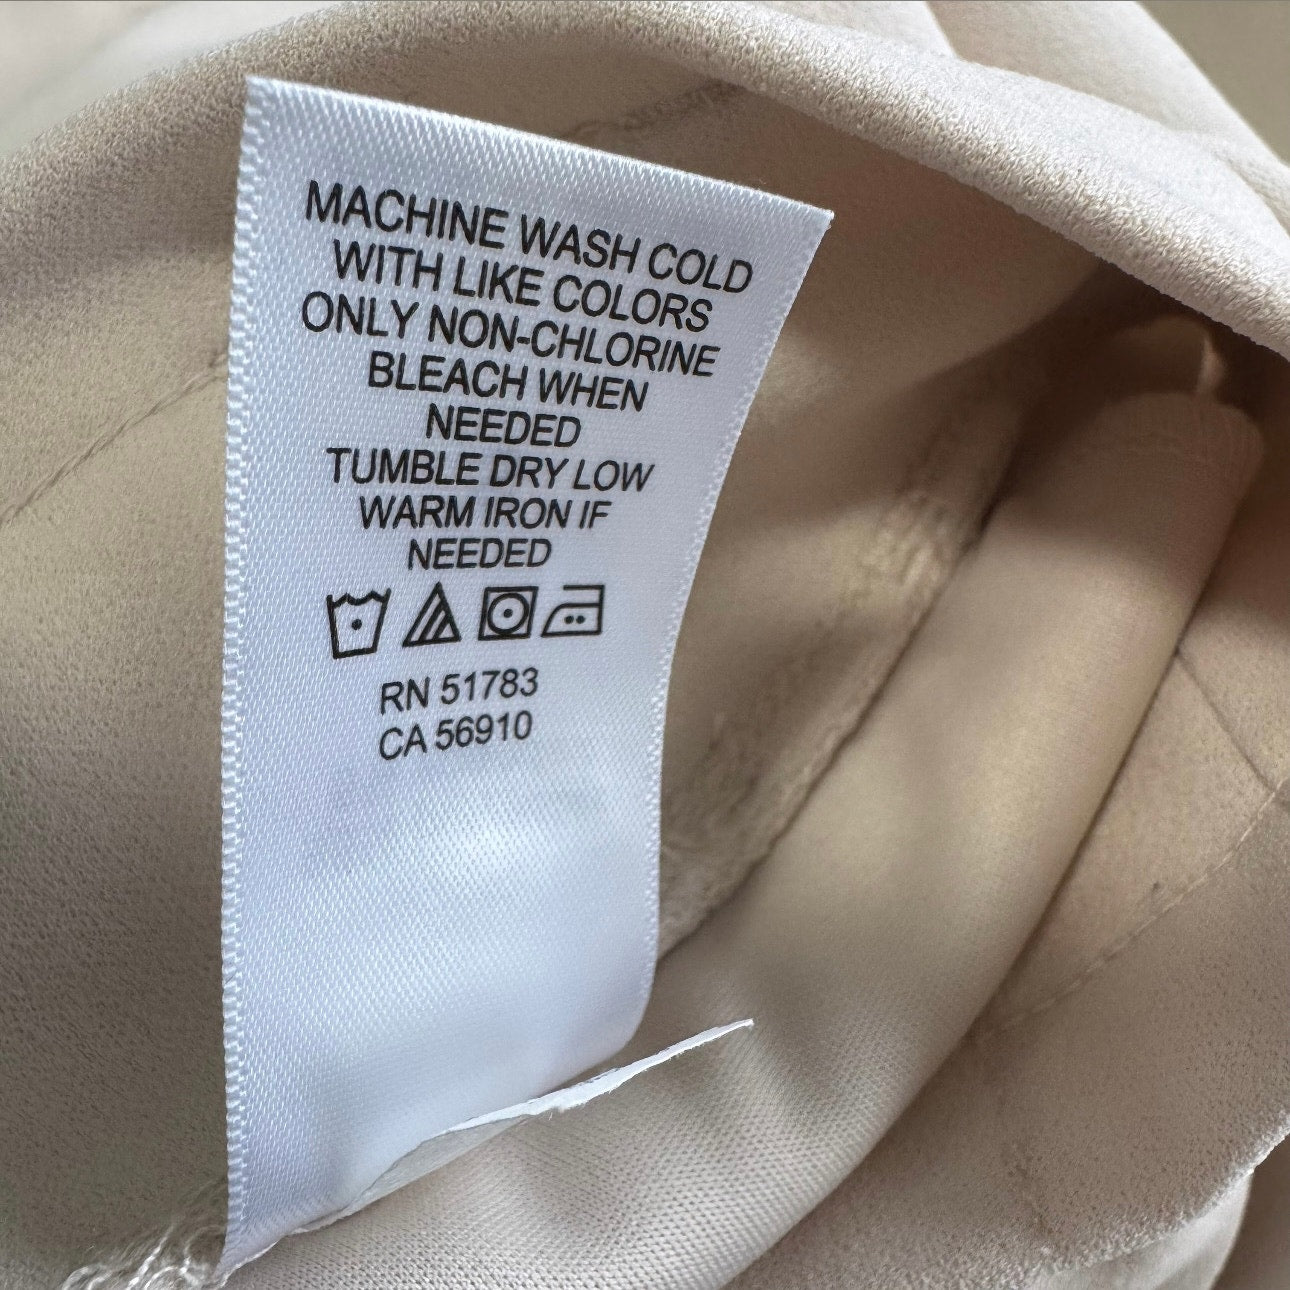 MACHINE WASH COLD
WITH LIKE COLORS
ONLY NON-CHLORINE
BLEACH WHEN
NEEDED
TUMBLE DRY LOW
WARM IRON IF
NEEDED
RN 51783
CA 56910